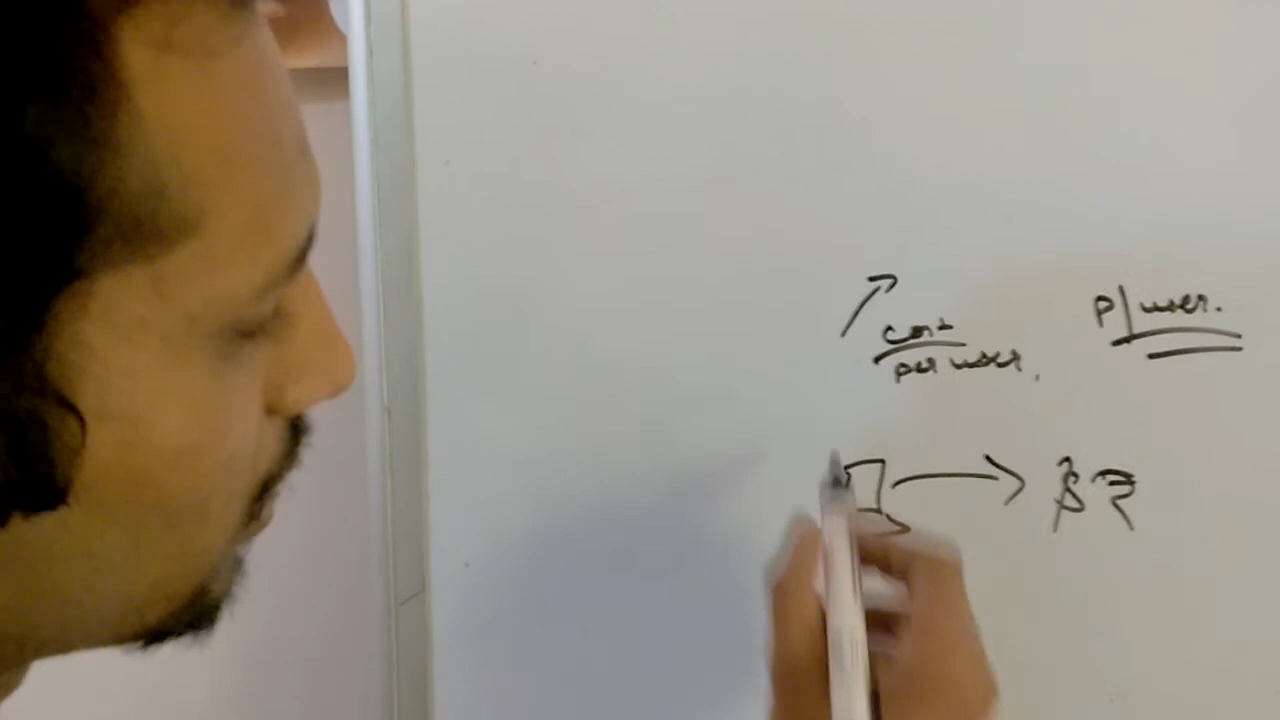 cost
per user.
P/user.
$ ₹